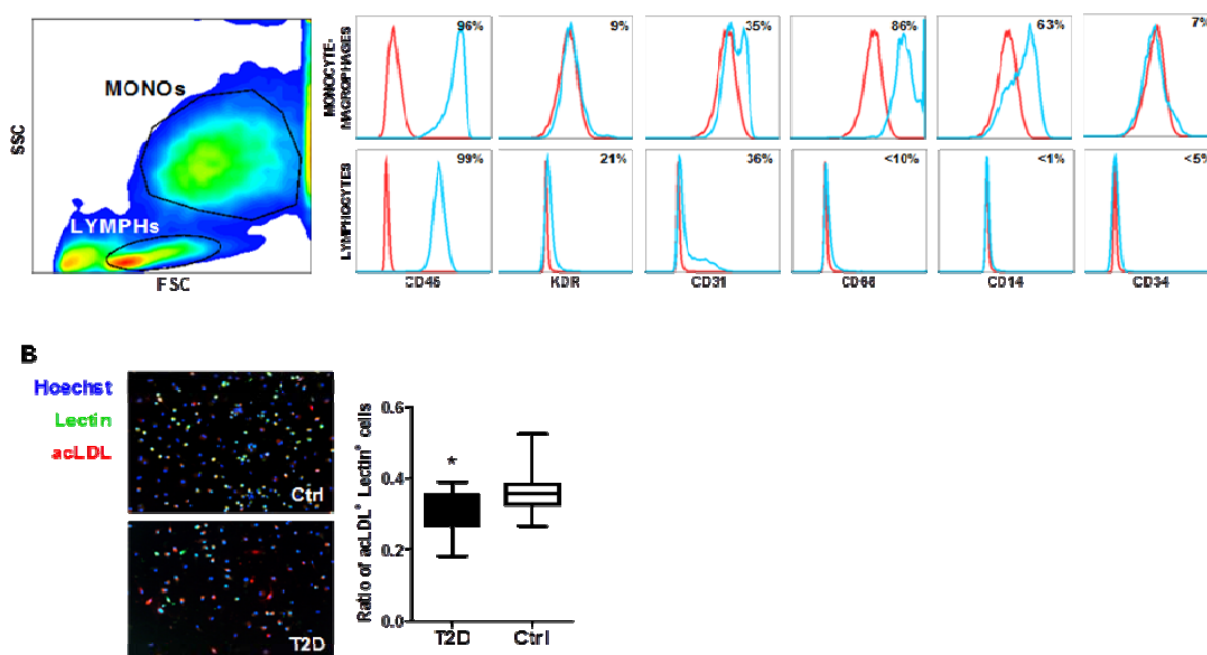 96% 9% 35% 86% 63% 7%
MONOCYTE-
MACROPHAGES
MONOs
SSC
99% 21% 36% <10% <1% <5%
LYMPHOCYTES
LYMPHs
FSC
CD45 KDR CD31 CD68 CD14 CD34
B
Hoechst
Lectin
acLDL
Ctrl
T2D
Ratio of acLDL+ Lectin+ cells
0.6
0.4
0.2
0.0
*
T2D Ctrl